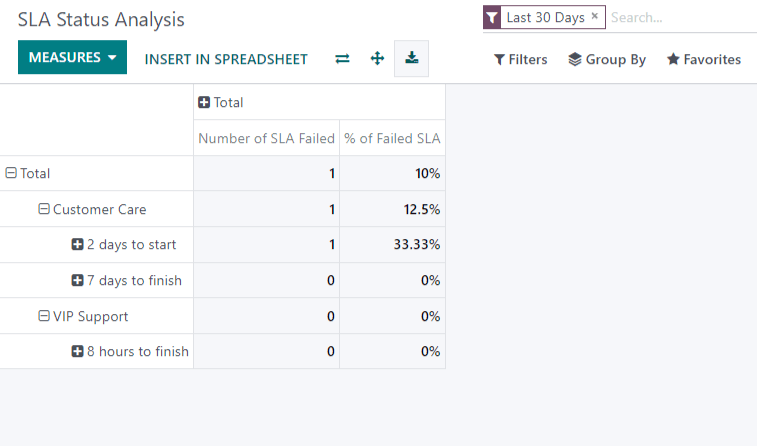 SLA Status Analysis
Last 30 Days × Search...
MEASURES INSERT IN SPREADSHEET Filters Group By Favorites
Total
Number of SLA Failed % of Failed SLA
Total 1 10%
Customer Care 1 12.5%
2 days to start 1 33.33%
7 days to finish 0 0%
VIP Support 0 0%
8 hours to finish 0 0%